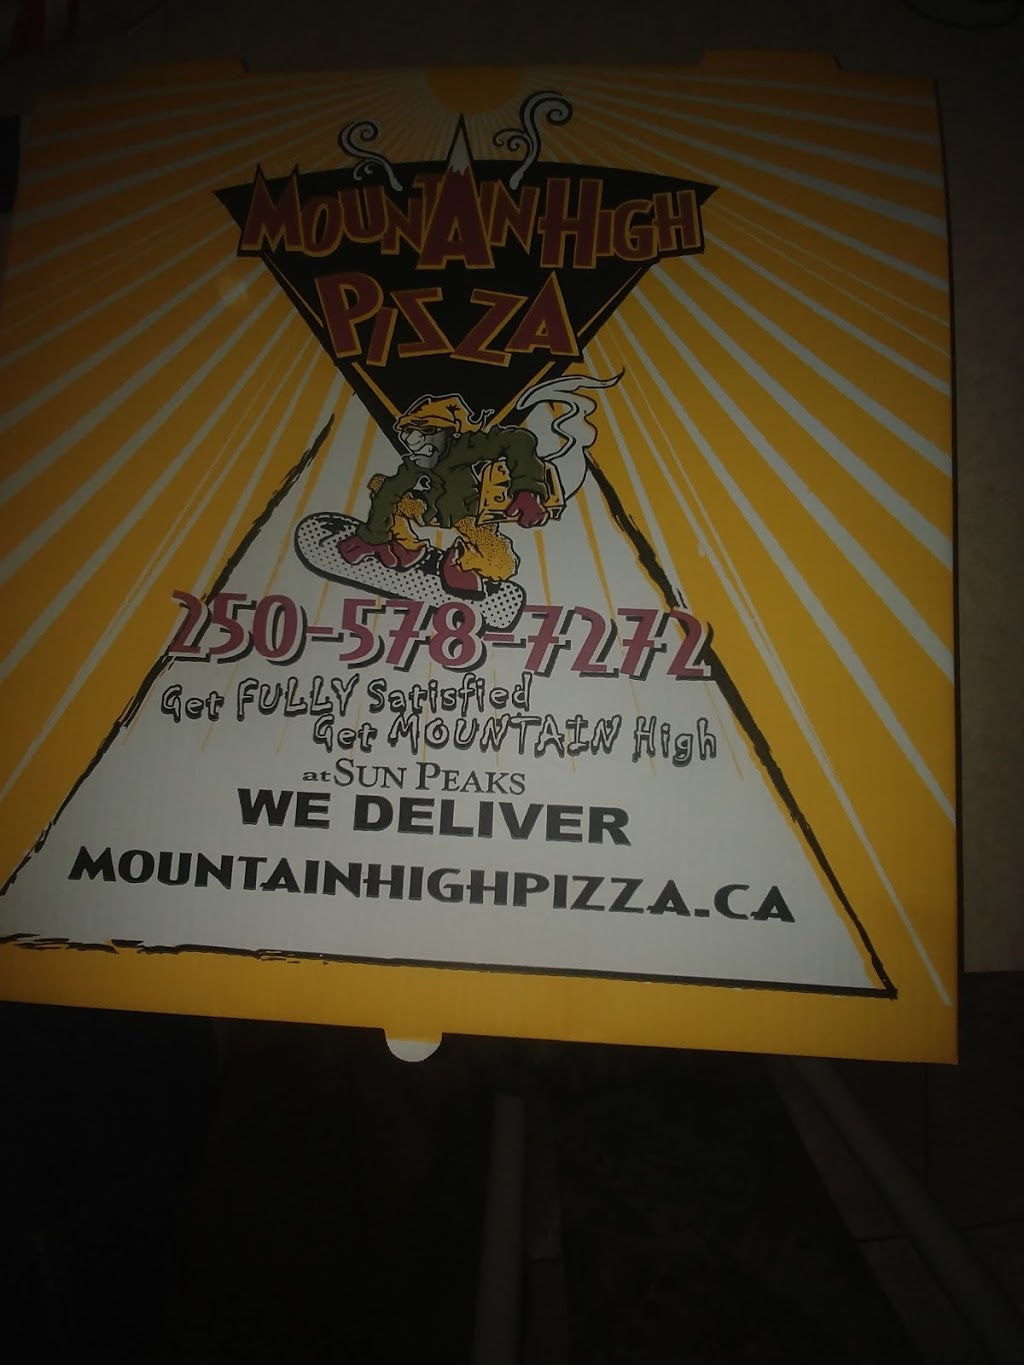 MOUNTAIN HIGH
PIZZA
250-578-7272
Get FULLY Satisfied
Get MOUNTAIN High
at SUN PEAKS
WE DELIVER
MOUNTAINHIGHPIZZA.CA